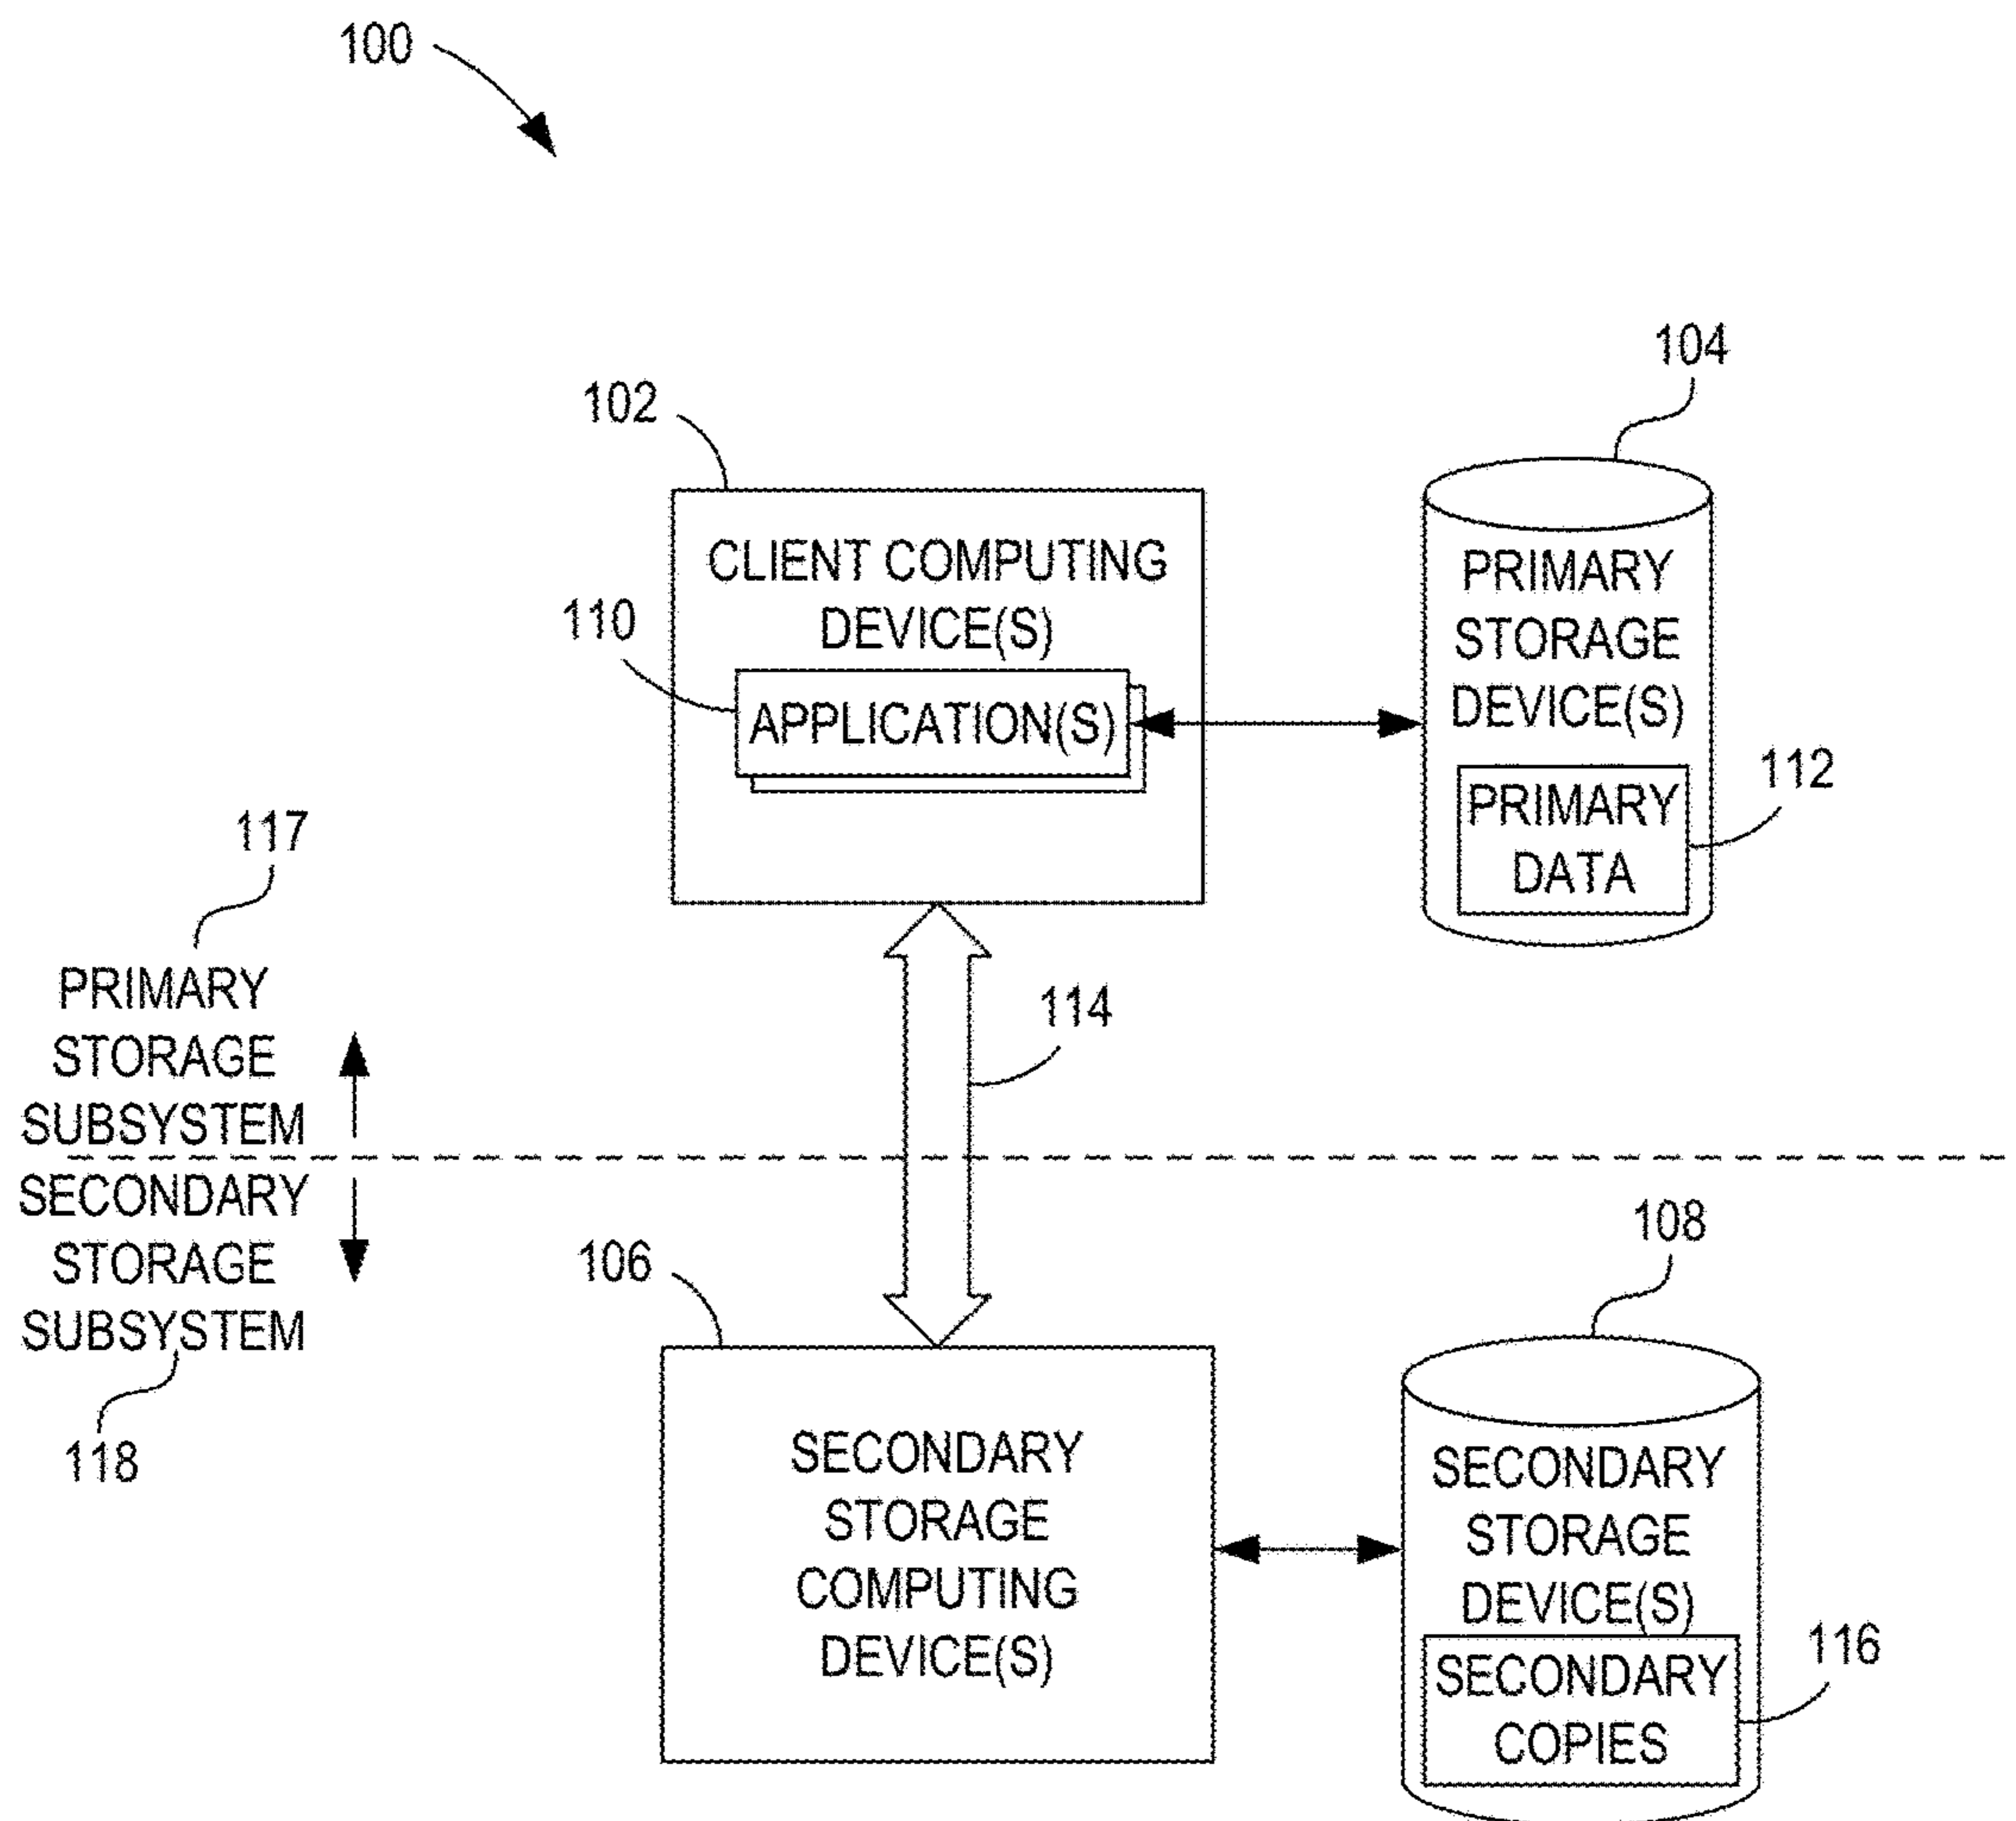 100
104
102
CLIENT COMPUTING
DEVICE(S)
110
APPLICATION(S)
PRIMARY
STORAGE
DEVICE(S)
112
PRIMARY
DATA
117
PRIMARY
STORAGE
SUBSYSTEM
114
SECONDARY
STORAGE
SUBSYSTEM
118
106
108
SECONDARY
STORAGE
COMPUTING
DEVICE(S)
SECONDARY
STORAGE
DEVICE(S)
116
SECONDARY
COPIES